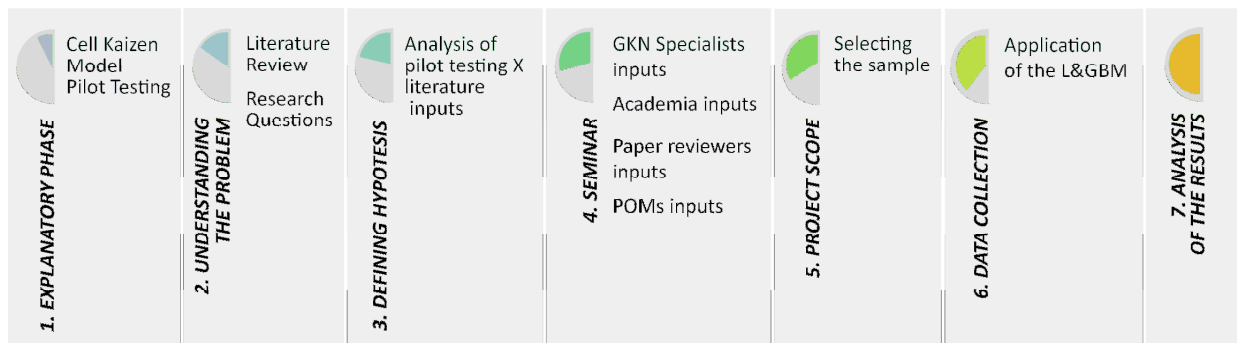 Cell Kaizen
Model
Pilot Testing
1. EXPLANATORY PHASE
Literature
Review
Research
Questions
2. UNDERSTANDING
THE PROBLEM
Analysis of
pilot testing X
literature
inputs
3. DEFINING HYPOTESIS
GKN Specialists
inputs
Academia inputs
Paper reviewers
inputs
POMs inputs
4. SEMINAR
Selecting
the sample
5. PROJECT SCOPE
Application
of the L&GBM
6. DATA COLLECTION
7. ANALYSIS
OF THE RESULTS